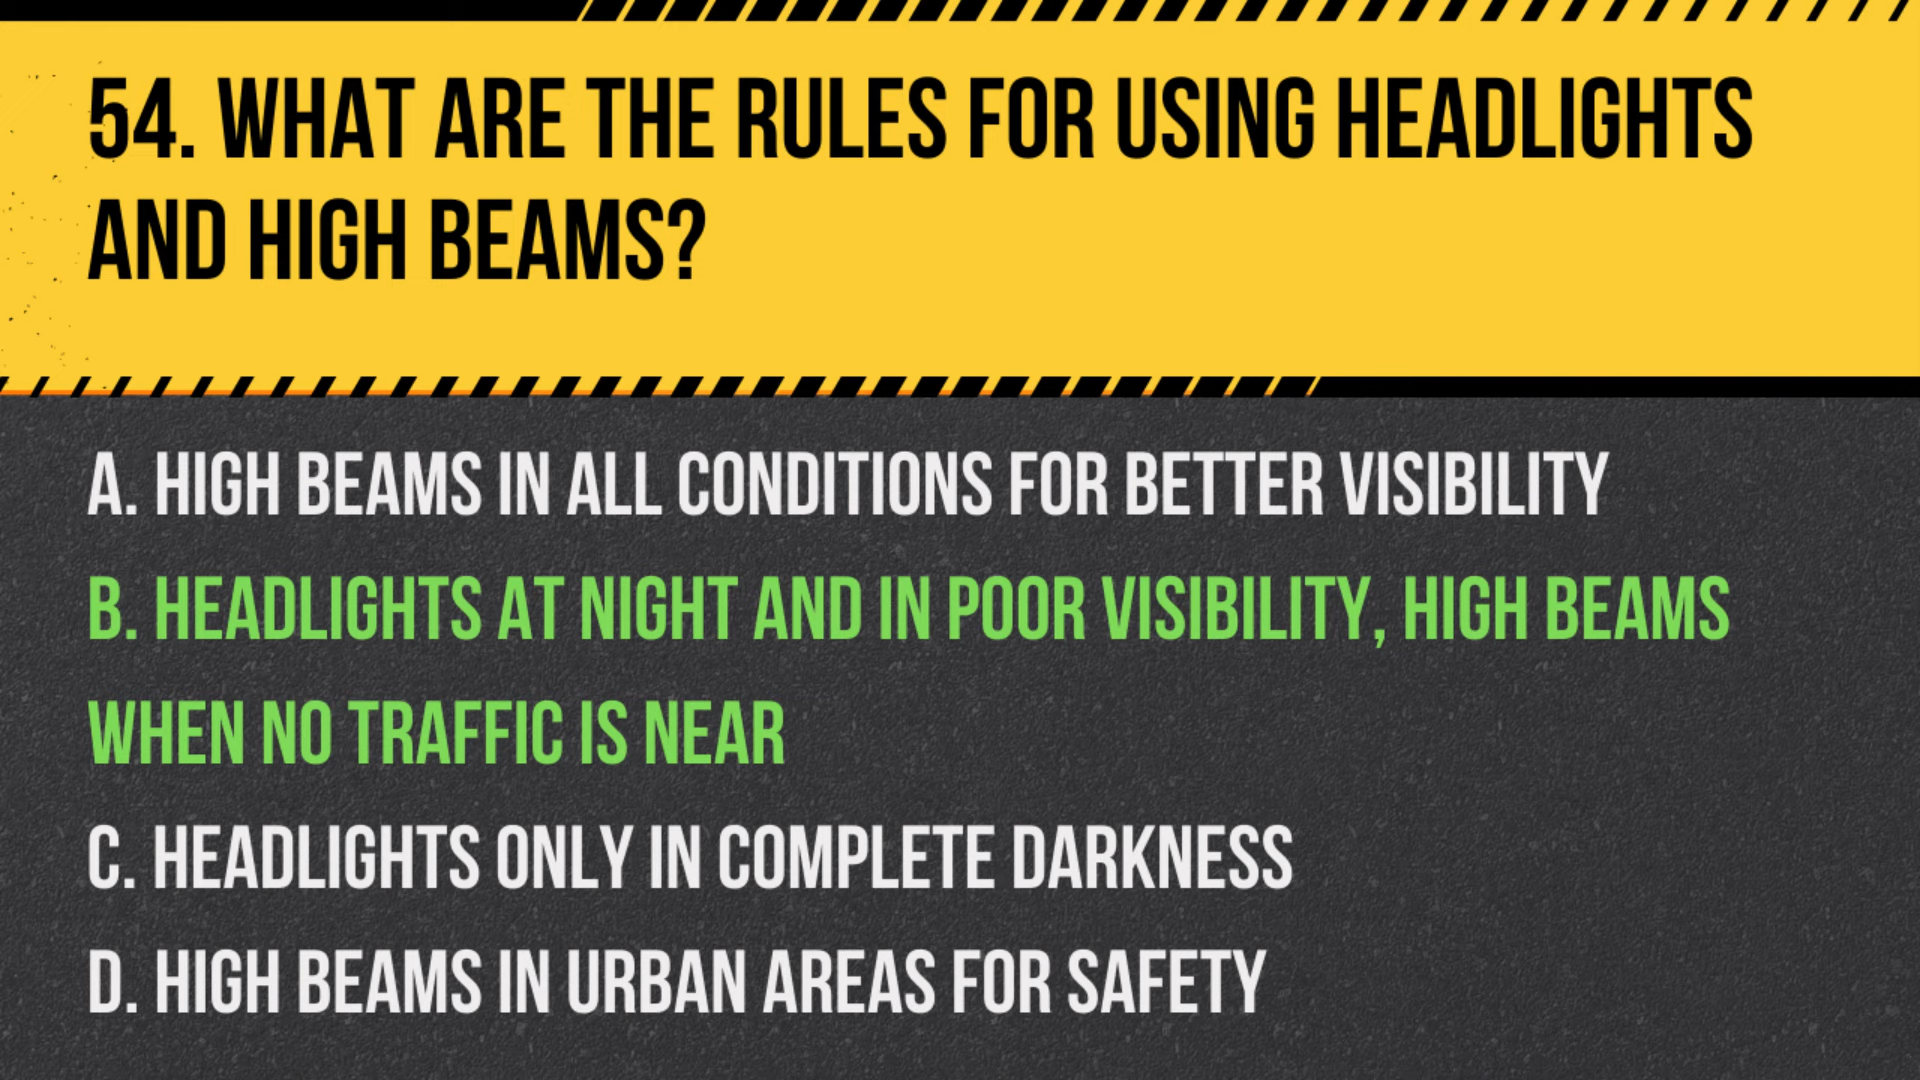 54. WHAT ARE THE RULES FOR USING HEADLIGHTS
AND HIGH BEAMS?
A. HIGH BEAMS IN ALL CONDITIONS FOR BETTER VISIBILITY
B. HEADLIGHTS AT NIGHT AND IN POOR VISIBILITY, HIGH BEAMS
WHEN NO TRAFFIC IS NEAR
C. HEADLIGHTS ONLY IN COMPLETE DARKNESS
D. HIGH BEAMS IN URBAN AREAS FOR SAFETY